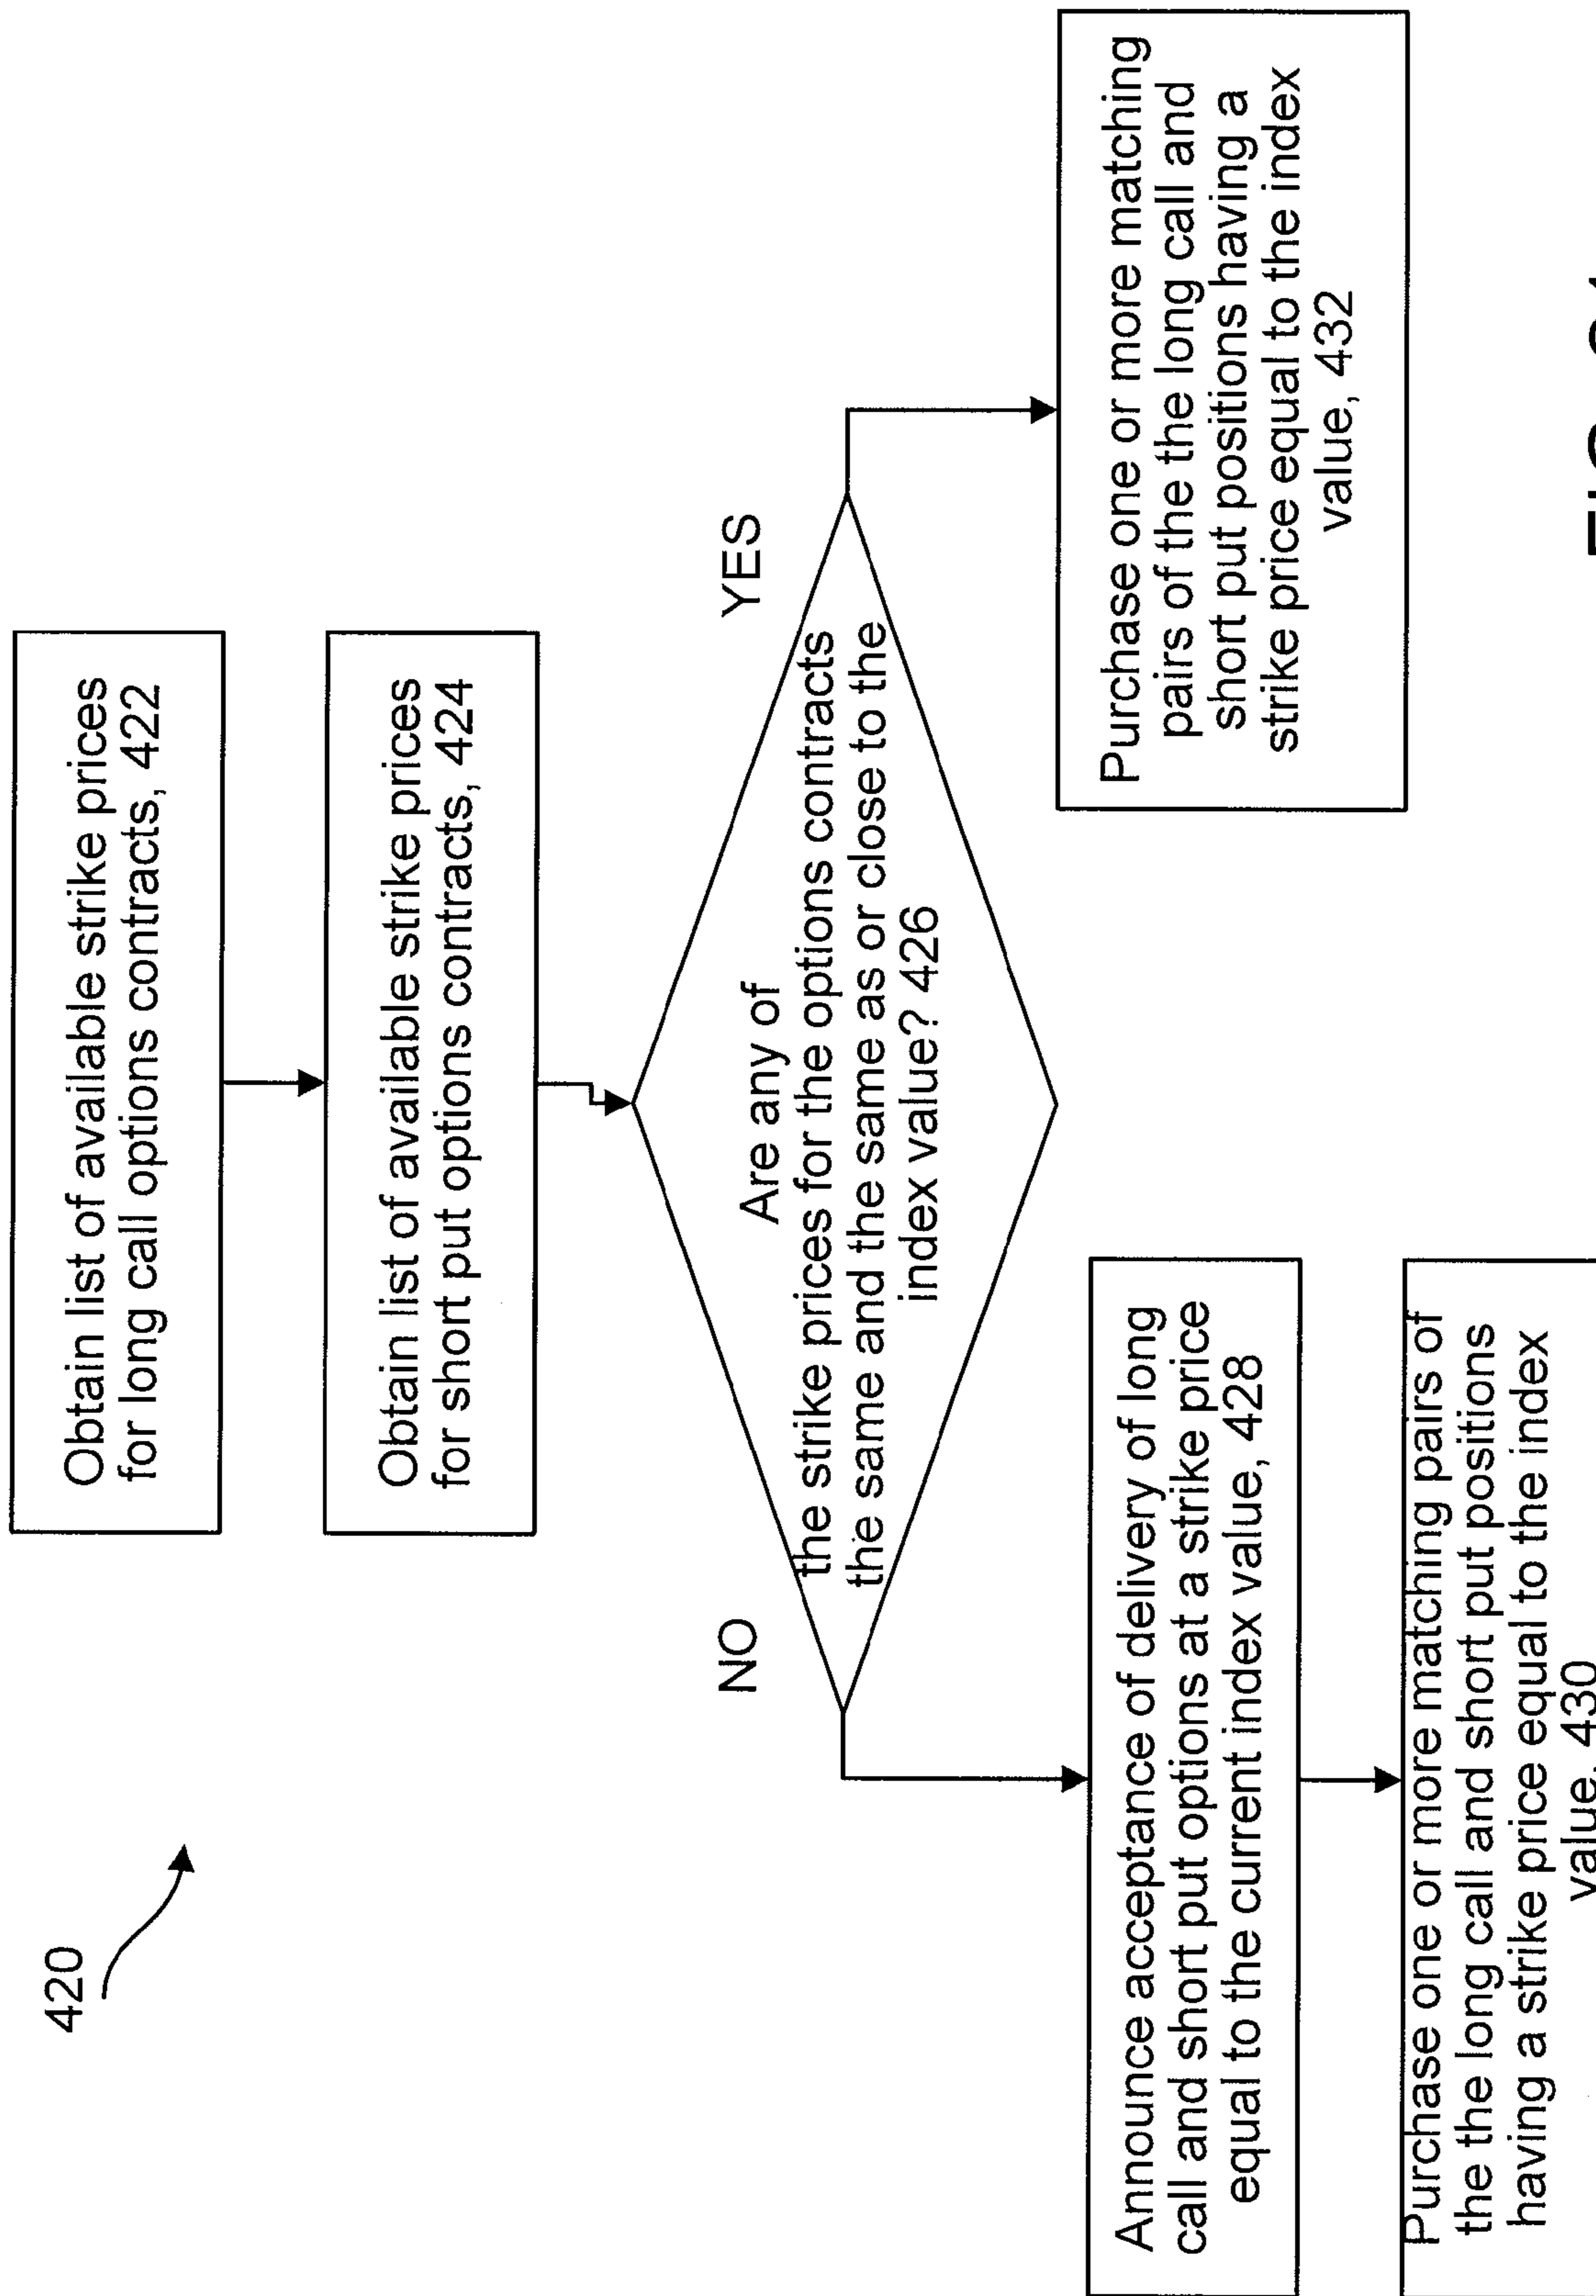 420
Obtain list of available strike prices
for long call options contracts, 422
Obtain list of available strike prices
for short put options contracts, 424
Are any of
the strike prices for the options contracts
the same and the same as or close to the
index value? 426
NO
YES
Announce acceptance of delivery of long
call and short put options at a strike price
equal to the current index value, 428
Purchase one or more matching pairs of
the the long call and short put positions
having a strike price equal to the index
value, 430
Purchase one or more matching
pairs of the the long call and
short put positions having a
strike price equal to the index
value, 432